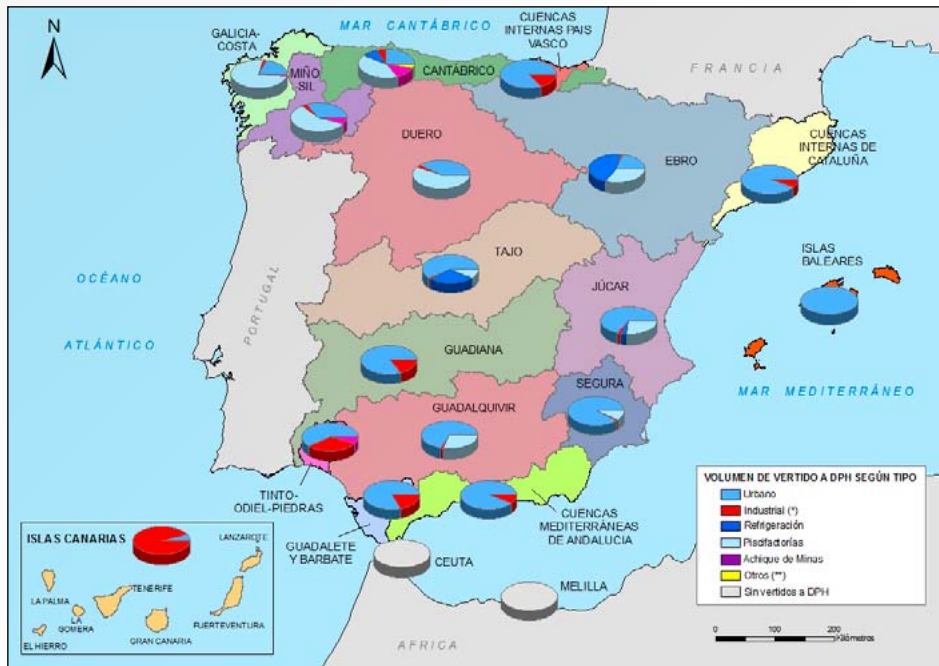 MAR CANTÁBRICO
CUENCAS
INTERNAS PAIS
VASCO
GALICIA-
COSTA
N
MIÑO
SIL
CANTÁBRICO
FRANCIA
DUERO
EBRO
CUENCAS
INTERNAS DE
CATALUÑA
TAJO
ISLAS
BALEARES
OCÉANO
ATLÁNTICO
PORTUGAL
JÚCAR
GUADIANA
SEGURA
MAR MEDITERRÁNEO
GUADALQUIVIR
TINTO-
ODIEL-PIEDRAS
CUENCAS
MEDITERRÁNEAS
DE ANDALUCIA
GUADALETE
Y BARBATE
CEUTA
MELILLA
AFRICA
ISLAS CANARIAS
LANZAROTE
LA PALMA
TENERIFE
LA
GOMERA
FUERTEVENTURA
EL HIERRO
GRAN CANARIA
VOLUMEN DE VERTIDO A DPH SEGÚN TIPO
Urbano
Industrial (*)
Refrigeración
Piscifactorías
Achique de Minas
Otros (**)
Sin vertidos a DPH
0 100 200
Kilómetros